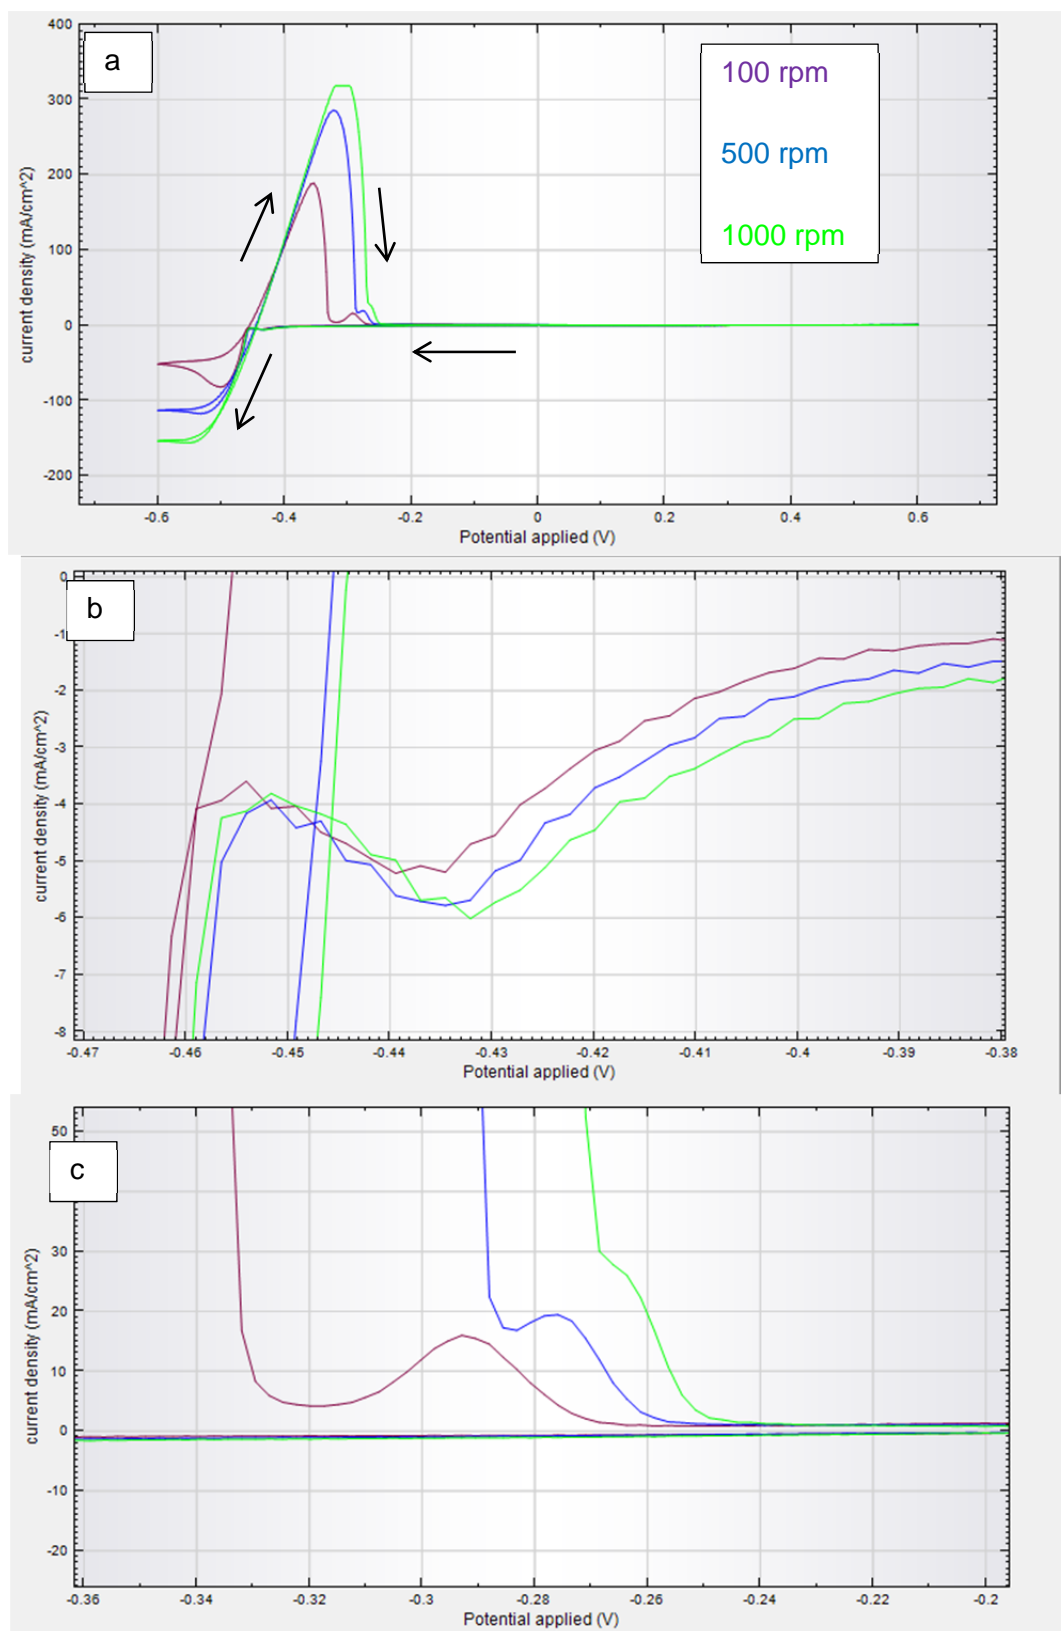 a
100 rpm
500 rpm
1000 rpm
current density (mA/cm^2)
400
300
200
100
0
-100
-200
-0.6 -0.4 -0.2 0 0.2 0.4 0.6
Potential applied (V)
b
current density (mA/cm^2)
0
-1
-2
-3
-4
-5
-6
-7
-8
-0.47 -0.46 -0.45 -0.44 -0.43 -0.42 -0.41 -0.4 -0.39 -0.38
Potential applied (V)
c
current density (mA/cm^2)
50
30
20
10
0
-10
-20
-0.36 -0.34 -0.32 -0.3 -0.28 -0.26 -0.24 -0.22 -0.2
Potential applied (V)